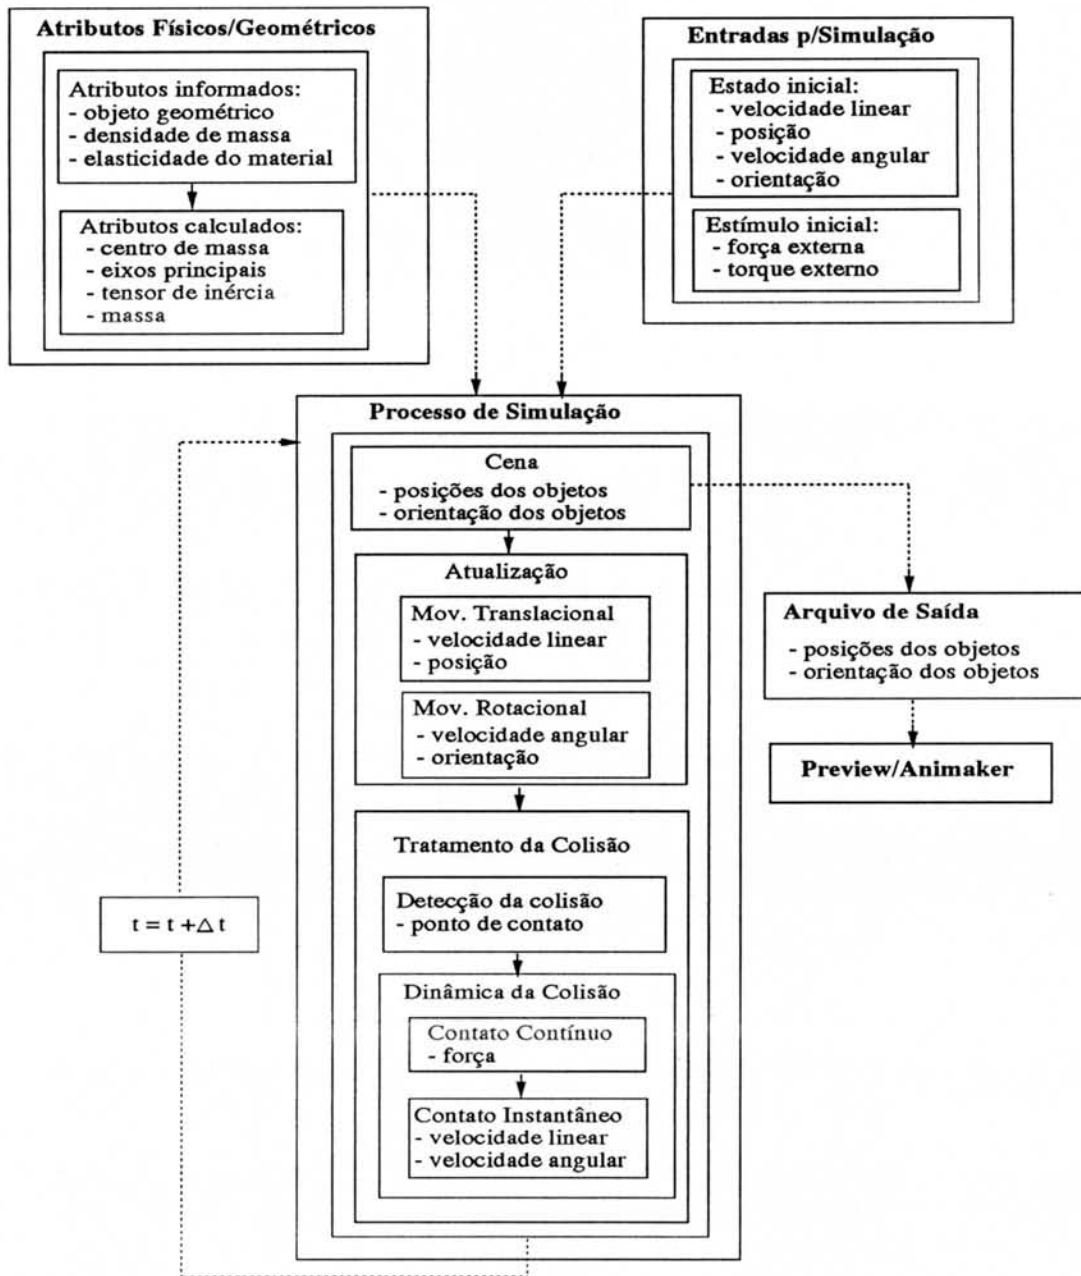 Atributos Físicos/Geométricos
Atributos informados:
- objeto geométrico
- densidade de massa
- elasticidade do material
Atributos calculados:
- centro de massa
- eixos principais
- tensor de inércia
- massa
Entradas p/Simulação
Estado inicial:
- velocidade linear
- posição
- velocidade angular
- orientação
Estímulo inicial:
- força externa
- torque externo
Processo de Simulação
Cena
- posições dos objetos
- orientação dos objetos
Atualização
Mov. Translacional
- velocidade linear
- posição
Mov. Rotacional
- velocidade angular
- orientação
Tratamento da Colisão
Detecção da colisão
- ponto de contato
Dinâmica da Colisão
Contato Contínuo
- força
Contato Instantâneo
- velocidade linear
- velocidade angular
t = t +Δ t
Arquivo de Saída
- posições dos objetos
- orientação dos objetos
Preview/Animaker